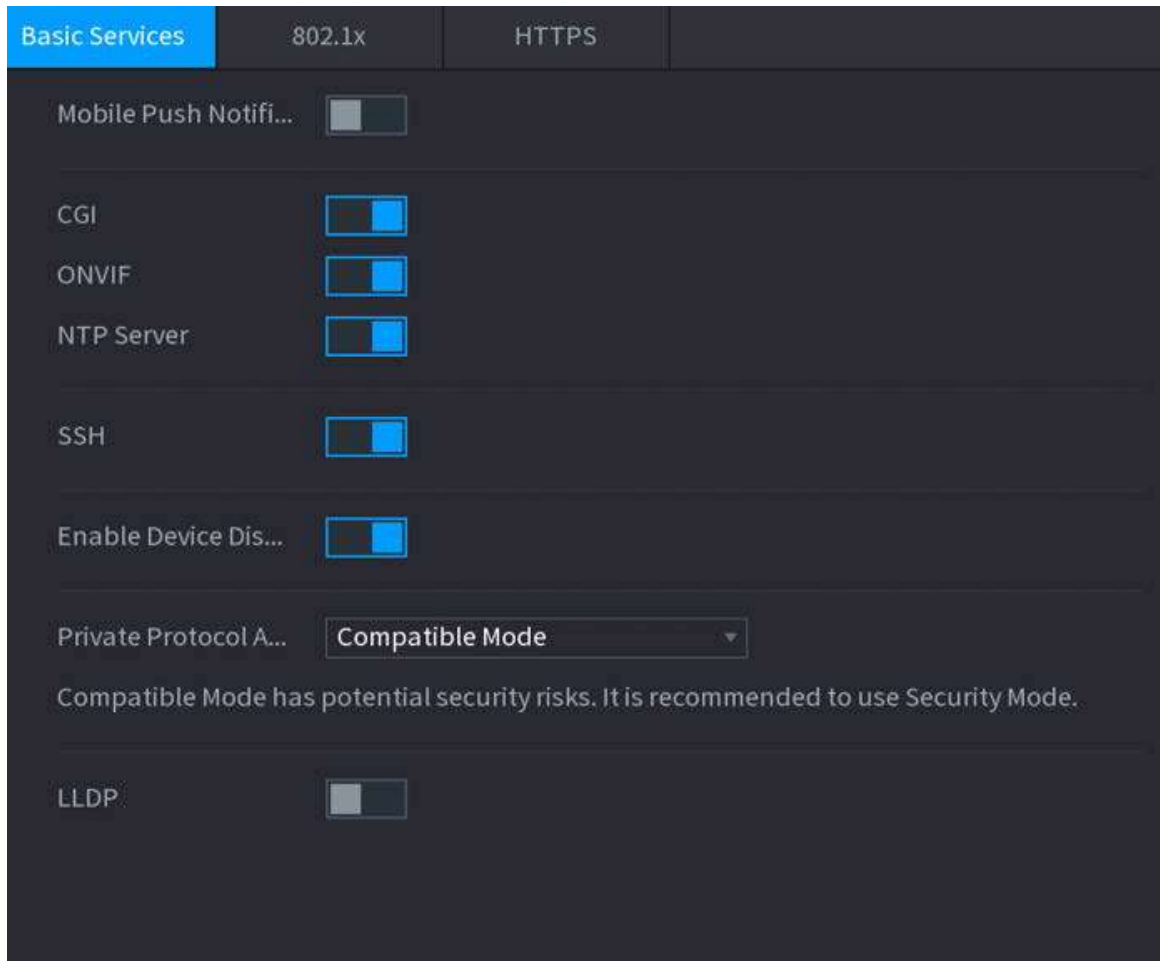 Basic Services 802.1x HTTPS
Mobile Push Notifi...
CGI
ONVIF
NTP Server
SSH
Enable Device Dis...
Private Protocol A... Compatible Mode
Compatible Mode has potential security risks. It is recommended to use Security Mode.
LLDP